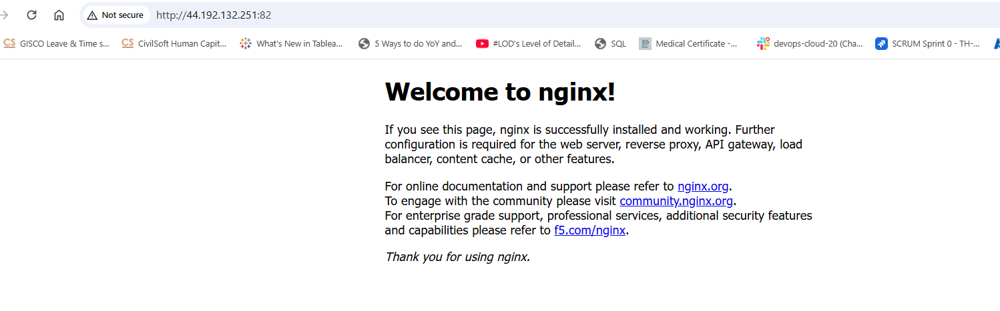 Not secure http://44.192.132.251:82
CS GISCO Leave & Time s... CS CivilSoft Human Capit... What's New in Tablea... 5 Ways to do YoY and... #LOD's Level of Detail... SQL Medical Certificate -... devops-cloud-20 (Cha... SCRUM Sprint 0 - TH-...
Welcome to nginx!
If you see this page, nginx is successfully installed and working. Further
configuration is required for the web server, reverse proxy, API gateway, load
balancer, content cache, or other features.
For online documentation and support please refer to nginx.org.
To engage with the community please visit community.nginx.org.
For enterprise grade support, professional services, additional security features
and capabilities please refer to f5.com/nginx.
Thank you for using nginx.